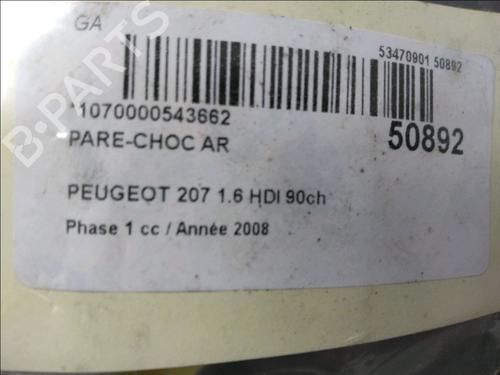 GA
53470901 50892
*1070000543662
50892
PARE-CHOC AR
PEUGEOT 207 1.6 HDI 90ch
Phase 1 cc / Année 2008
B-PARTS